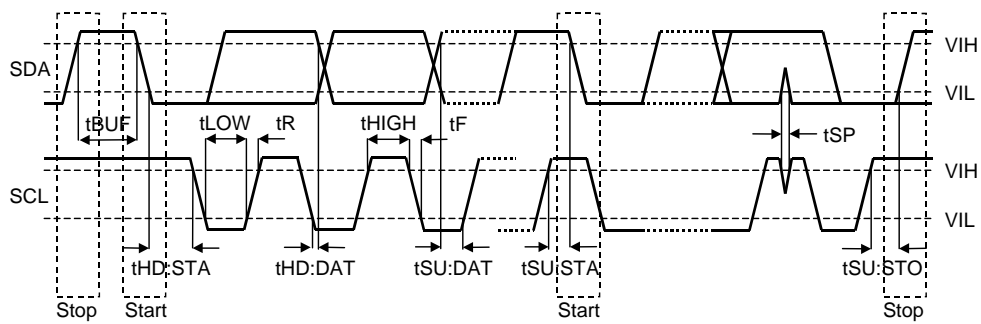 VIH
SDA
VIL
tBUF tLOW tR tHIGH tF tSP
VIH
SCL
VIL
tHD:STA tHD:DAT tSU:DAT tSU:STA tSU:STO
Stop Start Start Stop